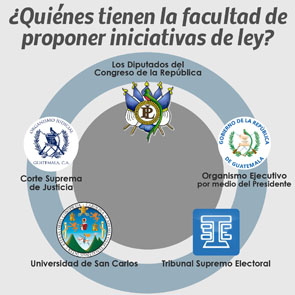 ¿Quiénes tienen la facultad de
proponer iniciativas de ley?
Los Diputados del
Congreso de la República
PL
ORGANISMO JUDICIAL
GUATEMALA, C.A.
Corte Suprema
de Justicia
GOBIERNO DE LA REPÚBLICA
DE GUATEMALA
Organismo Ejecutivo
por medio del Presidente
Universidad de San Carlos
Tribunal Supremo Electoral